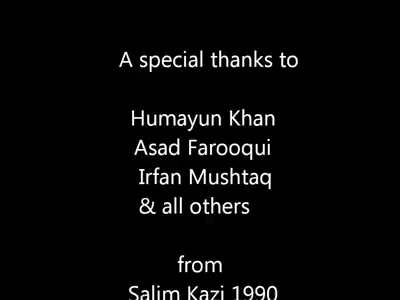 A special thanks to
Humayun Khan
Asad Farooqui
Irfan Mushtaq
& all others
from
Salim Kazi 1990